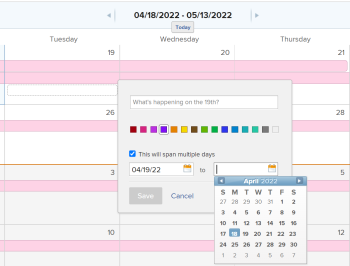 04/18/2022 - 05/13/2022
Today
Tuesday Wednesday Thursday
19 20 21
What's happening on the 19th?
This will span multiple days
04/19/22 to
Save Cancel
26
3 5
10 11 12
April 2022
S M T W T F S
27 28 29 30 31 1 2
3 4 5 6 7 8 9
10 11 12 13 14 15 16
17 18 19 20 21 22 23
24 25 26 27 28 29 30
1 2 3 4 5 6 7